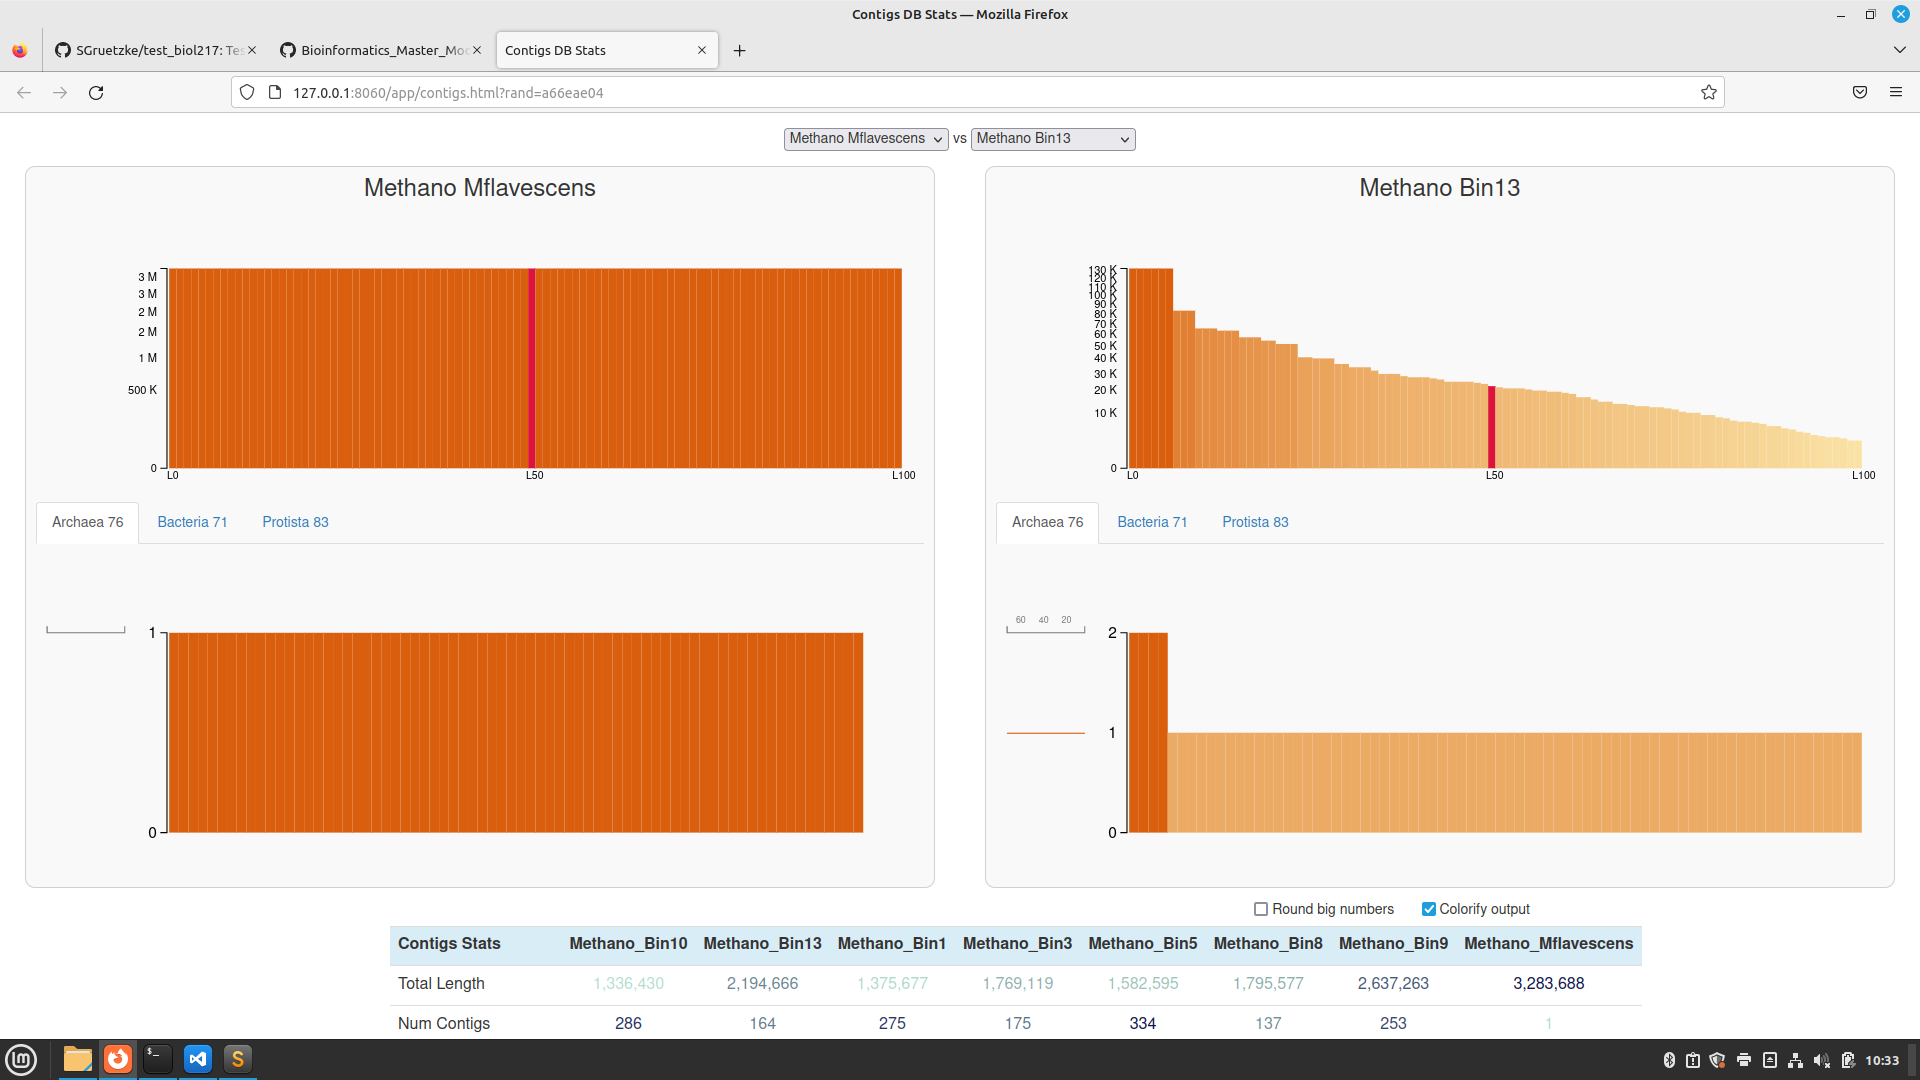 Contigs DB Stats — Mozilla Firefox
SGruetzke/test_biol217: Tes
Bioinformatics_Master_Mod
Contigs DB Stats
127.0.0.1:8060/app/contigs.html?rand=a66eae04
Methano Mflavescens vs Methano Bin13
Methano Mflavescens
3 M
3 M
2 M
2 M
1 M
500 K
0
L0 L50 L100
Archaea 76 Bacteria 71 Protista 83
1
0
Methano Bin13
130 K
120 K
110 K
100 K
90 K
80 K
70 K
60 K
50 K
40 K
30 K
20 K
10 K
0
L0 L50 L100
Archaea 76 Bacteria 71 Protista 83
60 40 20
2
1
0
Round big numbers Colorify output
Contigs Stats Methano_Bin10 Methano_Bin13 Methano_Bin1 Methano_Bin3 Methano_Bin5 Methano_Bin8 Methano_Bin9 Methano_Mflavescens
Total Length 1,336,430 2,194,666 1,375,677 1,769,119 1,582,595 1,795,577 2,637,263 3,283,688
Num Contigs 286 164 275 175 334 137 253 1
10:33